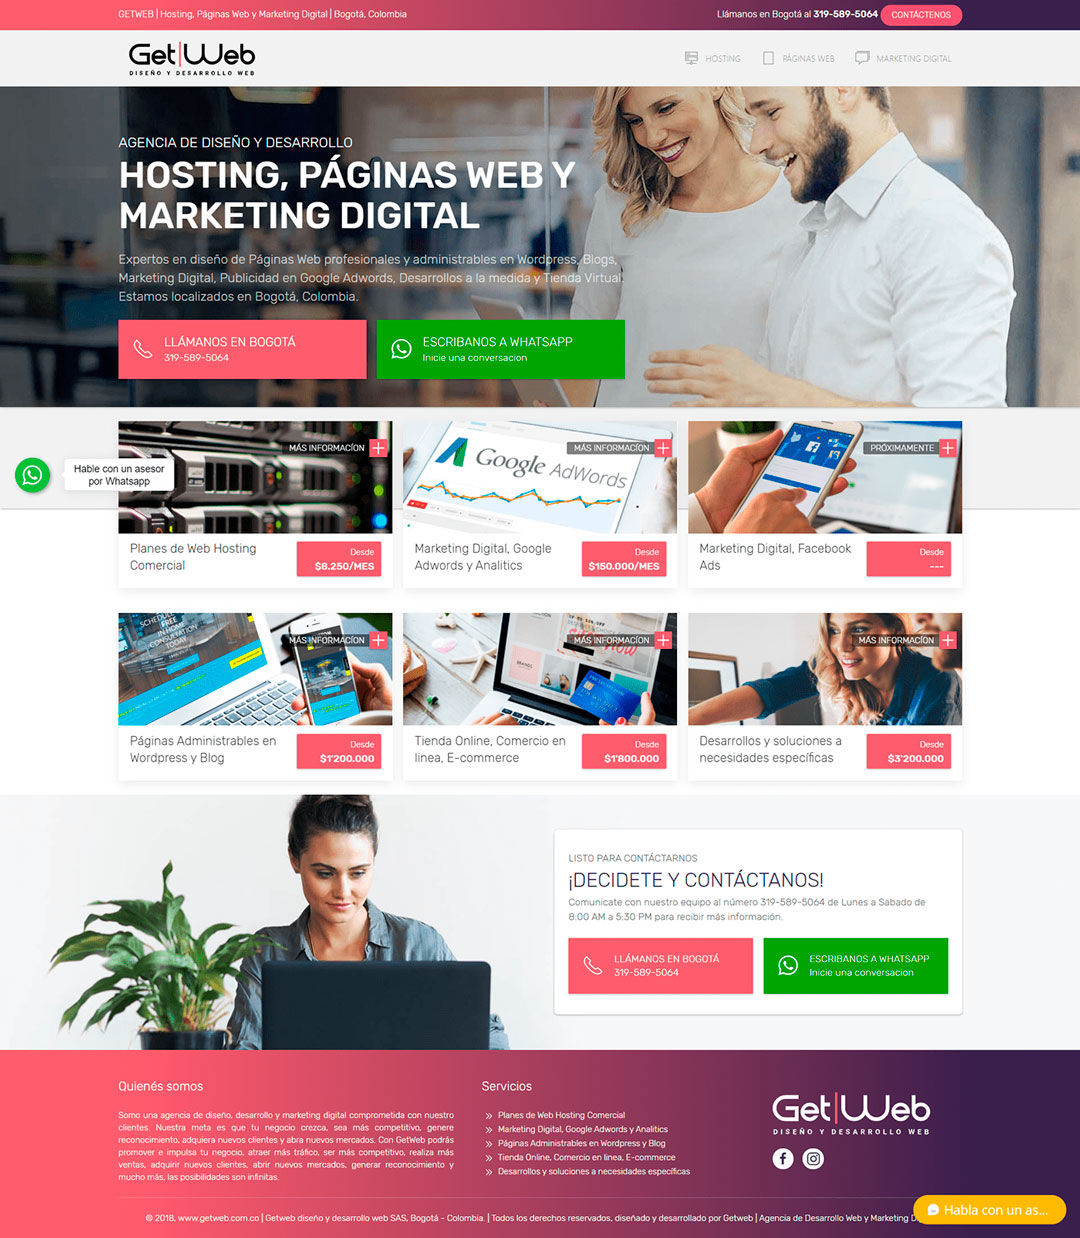 GETWEB | Hosting, Páginas Web y Marketing Digital | Bogotá, Colombia
Llámanos en Bogotá al 319-589-5064
CONTÁCTENOS
Get|Web
DISEÑO Y DESARROLLO WEB
HOSTING
PÁGINAS WEB
MARKETING DIGITAL
AGENCIA DE DISEÑO Y DESARROLLO
HOSTING, PÁGINAS WEB Y
MARKETING DIGITAL
Expertos en diseño de Páginas Web profesionales y administrables en Wordpress, Blogs,
Marketing Digital, Publicidad en Google Adwords, Desarrollos a la medida y Tienda Virtual.
Estamos localizados en Bogotá, Colombia.
LLÁMANOS EN BOGOTÁ
319-589-5064
ESCRIBANOS A WHATSAPP
Inicie una conversacion
Hable con un asesor
por Whatsapp
MÁS INFORMACÍON
Planes de Web Hosting
Comercial
Desde
$8.250/MES
MÁS INFORMACÍON
Google AdWords
Marketing Digital, Google
Adwords y Analitics
Desde
$150.000/MES
PRÓXIMAMENTE
Marketing Digital, Facebook
Ads
Desde
---
SCHEDULE
FREE
IN HOME
CONSULTATION
TODAY
MÁS INFORMACÍON
Páginas Administrables en
Wordpress y Blog
Desde
$1'200.000
MÁS INFORMACÍON
Tienda Online, Comercio en
linea, E-commerce
Desde
$1'800.000
MÁS INFORMACÍON
Desarrollos y soluciones a
necesidades específicas
Desde
$3'200.000
LISTO PARA CONTÁCTARNOS
¡DECIDETE Y CONTÁCTANOS!
Comunicate con nuestro equipo al número 319-589-5064 de Lunes a Sabado de
8:00 AM a 5:30 PM para recibir más información.
LLÁMANOS EN BOGOTÁ
319-589-5064
ESCRIBANOS A WHATSAPP
Inicie una conversacion
Quienés somos
Somo una agencia de diseño, desarrollo y marketing digital comprometida con nuestro
clientes. Nuestra meta es que tu negocio crezca, sea más competitivo, genere
reconocimiento, adquiera nuevos clientes y abra nuevos mercados. Con GetWeb podrás
promover e impulsa tu negocio, atraer más tráfico, ser más competitivo, realiza más
ventas, adquirir nuevos clientes, abrir nuevos mercados, generar reconocimiento y
mucho más, las posibilidades son infinitas.
Servicios
Planes de Web Hosting Comercial
Marketing Digital, Google Adwords y Analitics
Páginas Administrables en Wordpress y Blog
Tienda Online, Comercio en linea, E-commerce
Desarrollos y soluciones a necesidades específicas
Get|Web
DISEÑO Y DESARROLLO WEB
© 2018, www.getweb.com.co | Getweb diseño y desarrollo web SAS, Bogotá - Colombia. | Todos los derechos reservados, diseñado y desarrollado por Getweb | Agencia de Desarrollo Web y Marketing
Habla con un as...